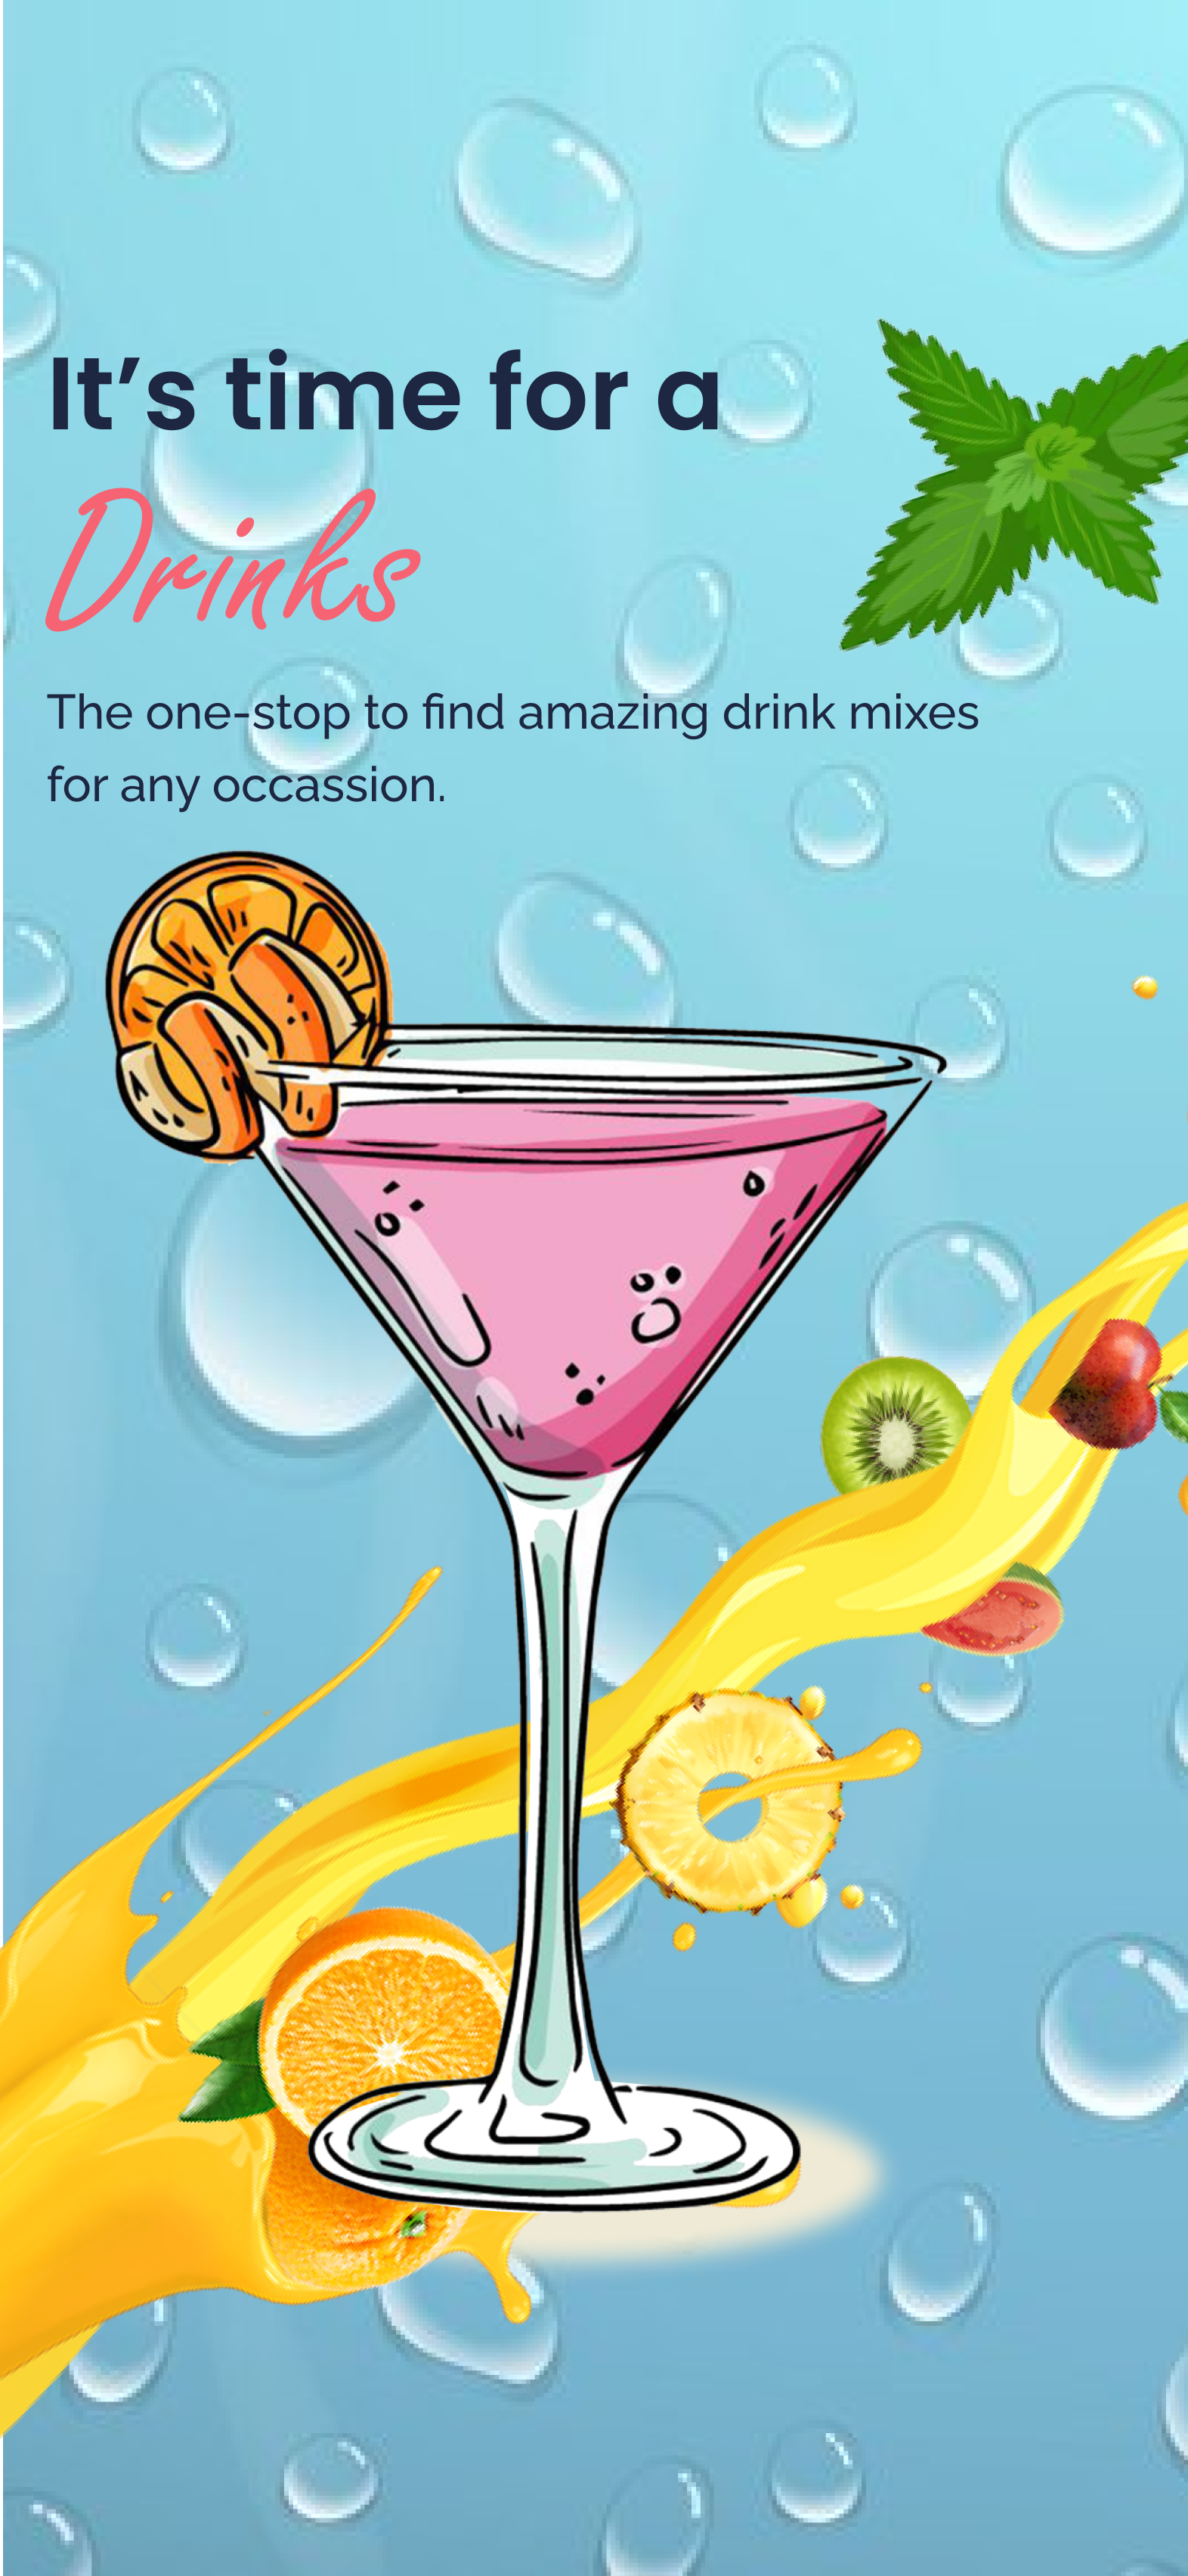 It’s time for a
Drinks
The one-stop to find amazing drink mixes
for any occassion.